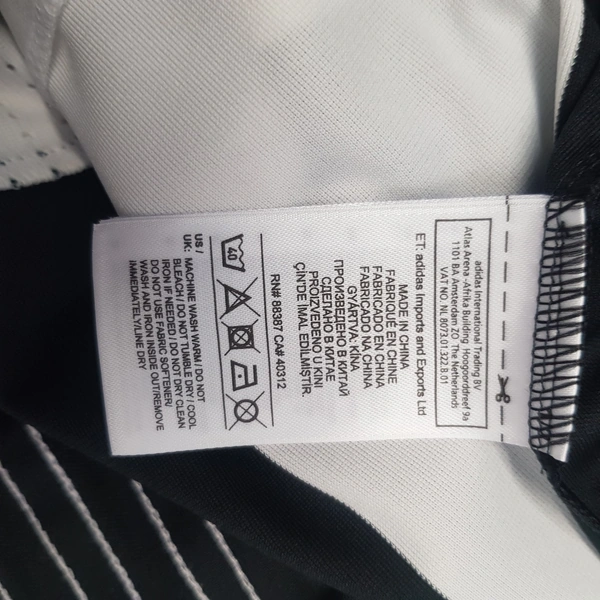 adidas International Trading BV
Atlas Arena -Afrika Building Hoogoorddreef 9a
1101 BA Amsterdam ZO The Netherlands
VAT NO. NL 8073.01.322.B.01
ET: adidas Imports and Exports Ltd
MADE IN CHINA
FABRIQUÉ EN CHINE
FABRICADO EN CHINA
FABRICADO NA CHINA
GYÁRTVA: KÍNA
СДЕЛАНО В КИТАЕ
ПРОИЗВЕДЕНО В КИТАЙ
PROIZVEDENO U KINI
ÇİN'DE İMAL EDİLMİŞTİR.
RN# 88387 CA# 40312
40
US /
UK: MACHINE WASH WARM / DO NOT
BLEACH / DO NOT TUMBLE DRY / COOL
IRON IF NEEDED / DO NOT DRY CLEAN
DO NOT USE FABRIC SOFTENER/
WASH AND IRON INSIDE OUT/REMOVE
IMMEDIATELY/LINE DRY